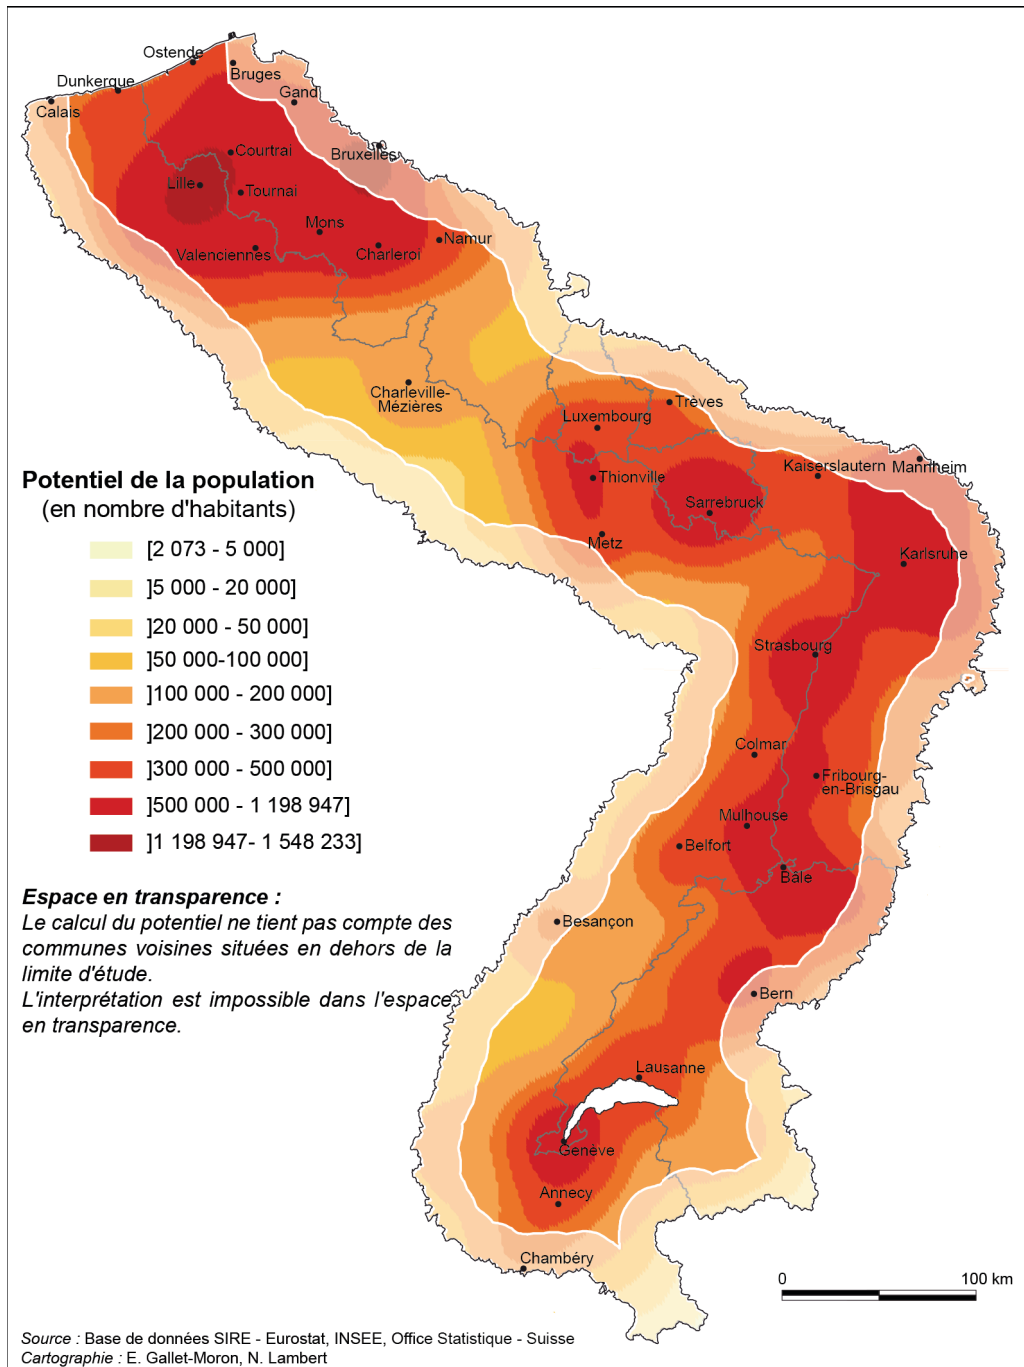 Ostende
Bruges
Dunkerque
Gand
Calais
Courtrai
Bruxelles
Lille
Tournai
Mons
Namur
Valenciennes
Charleroi
Charleville-
Mézières
Trèves
Luxembourg
Kaiserslautern
Mannheim
Thionville
Sarrebruck
Metz
Karlsruhe
Strasbourg
Colmar
Fribourg-
en-Brisgau
Mulhouse
Belfort
Bâle
Besançon
Bern
Lausanne
Genève
Annecy
Chambéry
Potentiel de la population
(en nombre d'habitants)
]2 073 - 5 000]
]5 000 - 20 000]
]20 000 - 50 000]
]50 000-100 000]
]100 000 - 200 000]
]200 000 - 300 000]
]300 000 - 500 000]
]500 000 - 1 198 947]
]1 198 947- 1 548 233]
Espace en transparence :
Le calcul du potentiel ne tient pas compte des
communes voisines situées en dehors de la
limite d'étude.
L'interprétation est impossible dans l'espace
en transparence.
0 100 km
Source : Base de données SIRE - Eurostat, INSEE, Office Statistique - Suisse
Cartographie : E. Gallet-Moron, N. Lambert